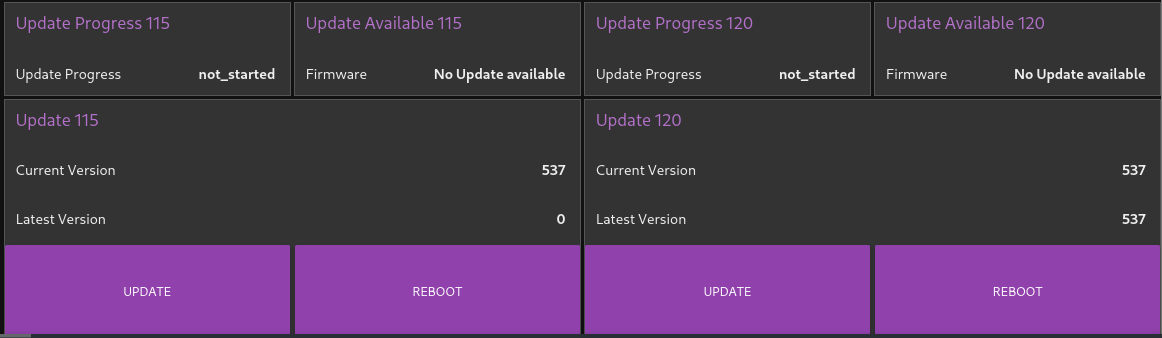 Update Progress 115
Update Progress not_started
Update Available 115
Firmware No Update available
Update Progress 120
Update Progress not_started
Update Available 120
Firmware No Update available
Update 115
Current Version 537
Latest Version 0
UPDATE REBOOT
Update 120
Current Version 537
Latest Version 537
UPDATE REBOOT